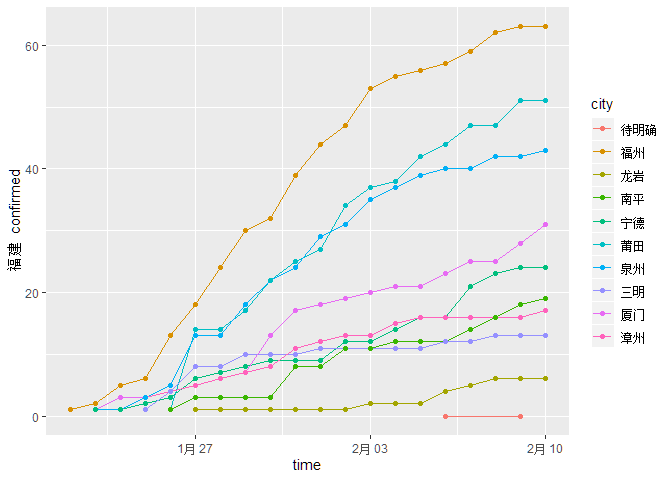 福建 confirmed
60
40
20
0
1月 27
2月 03
2月 10
time
city
待明确
福州
龙岩
南平
宁德
莆田
泉州
三明
厦门
漳州